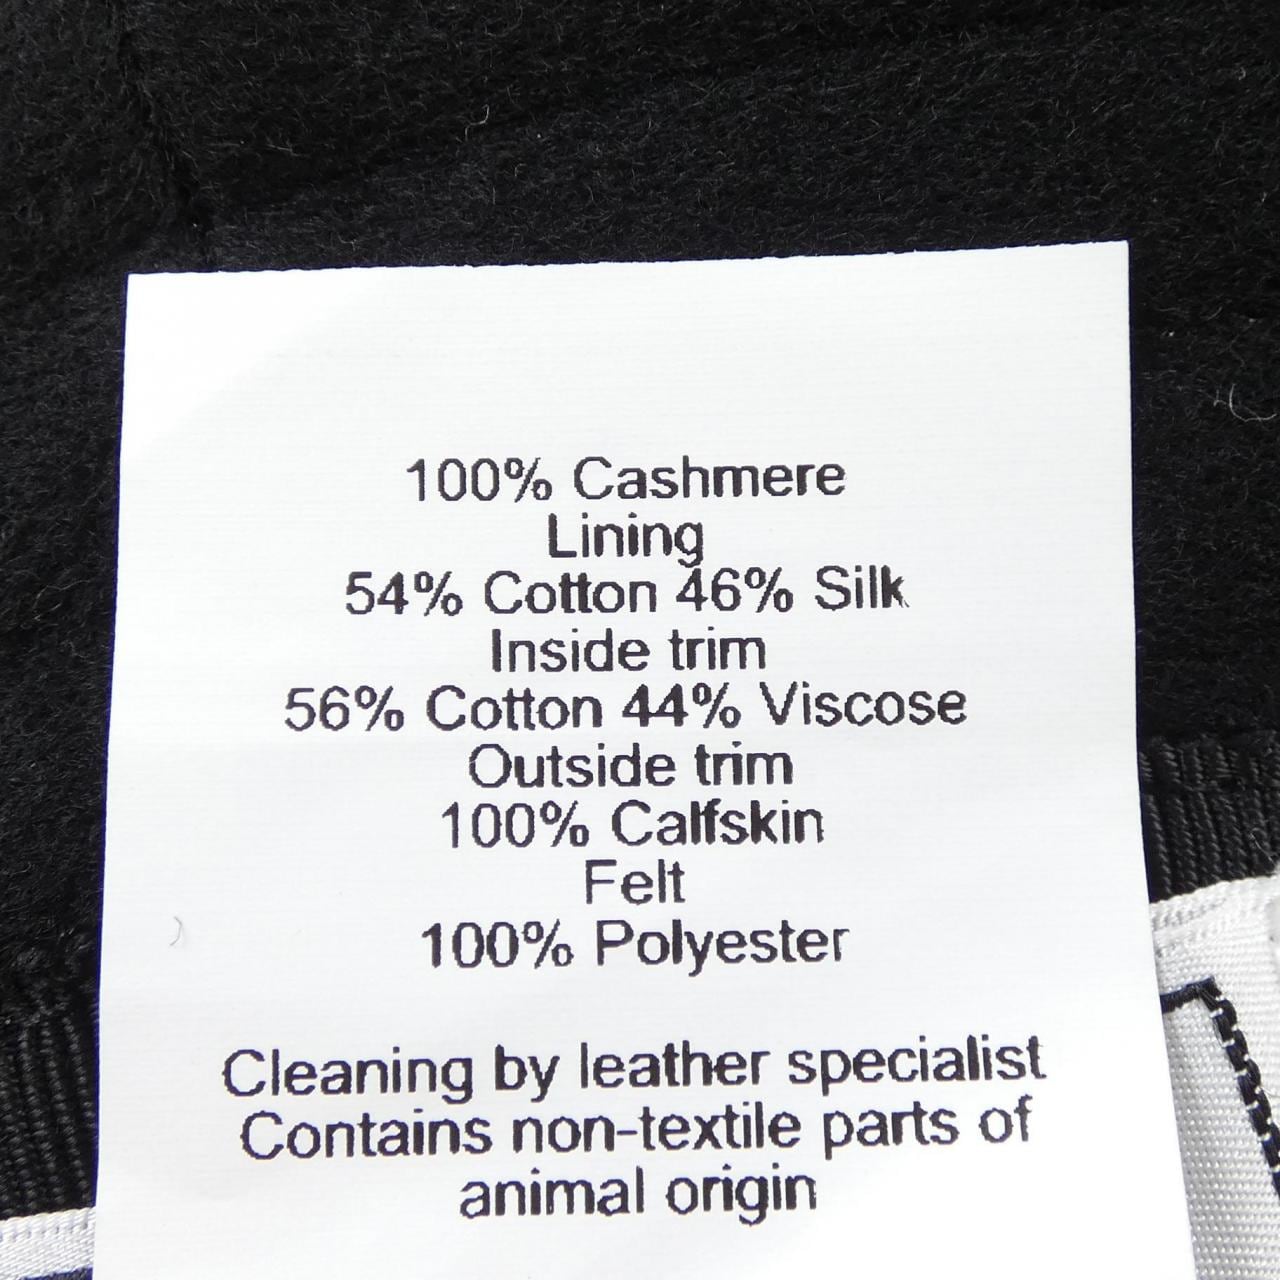 100% Cashmere
Lining
54% Cotton 46% Silk
Inside trim
56% Cotton 44% Viscose
Outside trim
100% Calfskin
Felt
100% Polyester
Cleaning by leather specialist
Contains non-textile parts of
animal origin